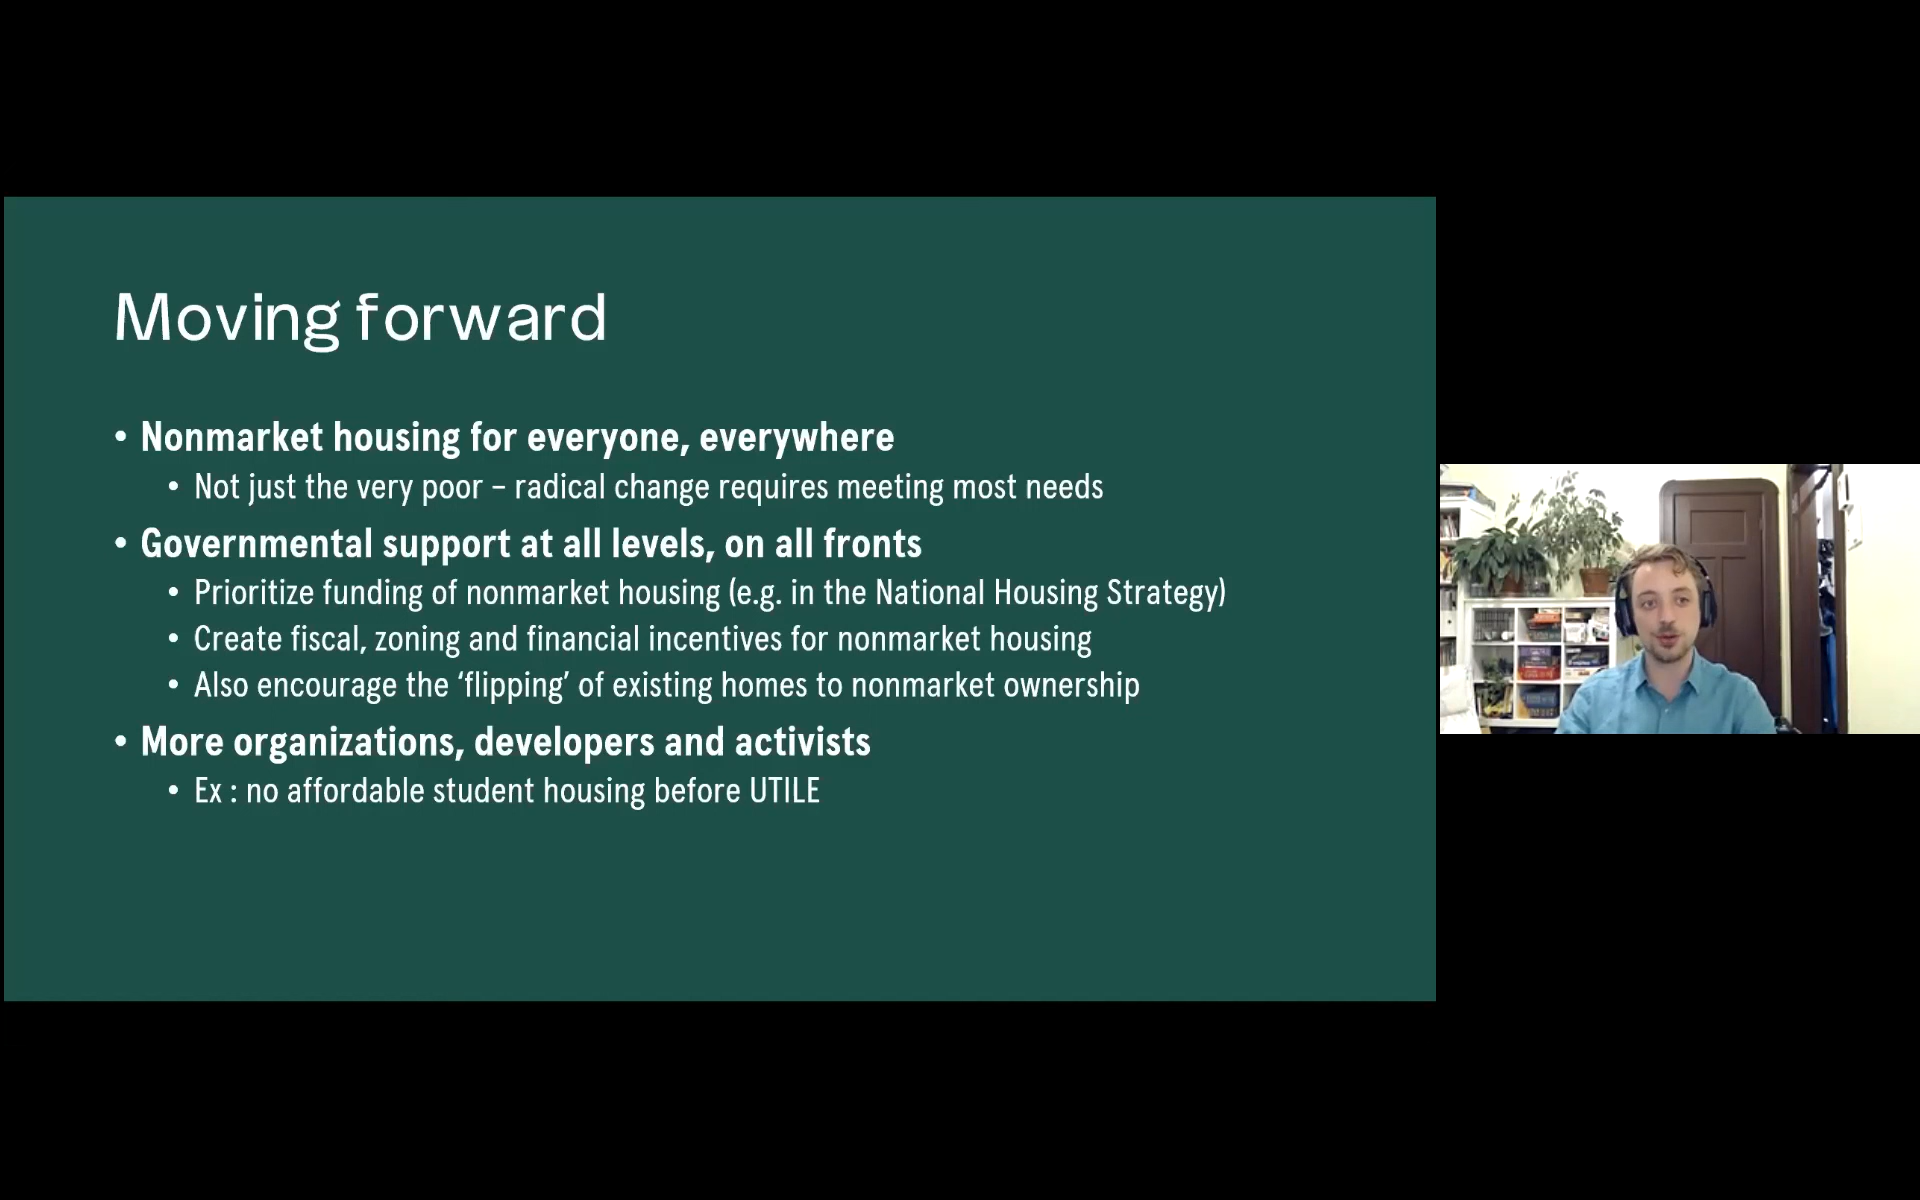 Moving forward
• Nonmarket housing for everyone, everywhere
• Not just the very poor – radical change requires meeting most needs
• Governmental support at all levels, on all fronts
• Prioritize funding of nonmarket housing (e.g. in the National Housing Strategy)
• Create fiscal, zoning and financial incentives for nonmarket housing
• Also encourage the ‘flipping’ of existing homes to nonmarket ownership
• More organizations, developers and activists
• Ex : no affordable student housing before UTILE